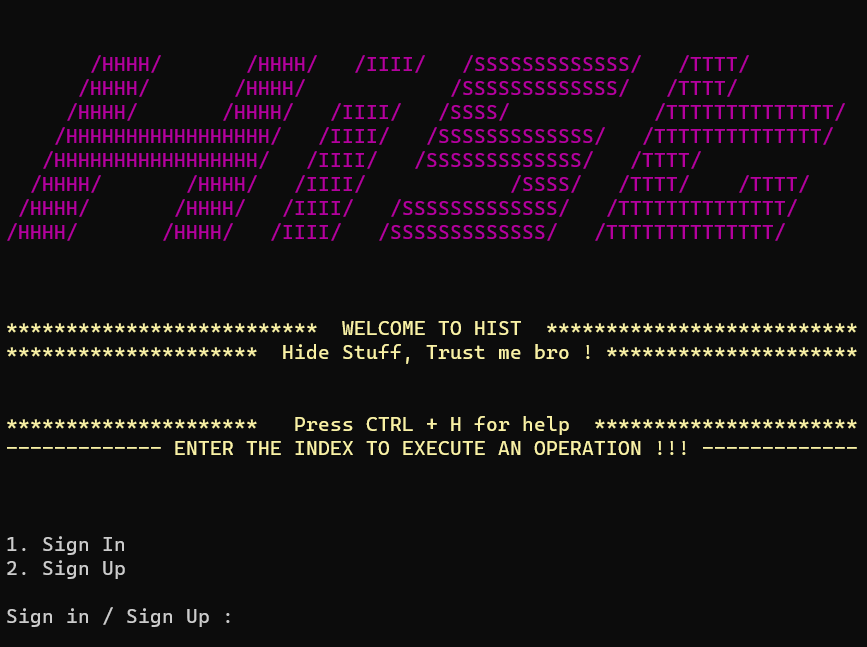 /HHHH/ /HHHH/ /IIII/ /SSSSSSSSSSSSS/ /TTTT/
/HHHH/ /HHHH/ /SSSSSSSSSSSSS/ /TTTT/
/HHHH/ /HHHH/ /IIII/ /SSSS/ /TTTTTTTTTTTTTT/
/HHHHHHHHHHHHHHHHH/ /IIII/ /SSSSSSSSSSSSS/ /TTTTTTTTTTTTTT/
/HHHHHHHHHHHHHHHHH/ /IIII/ /SSSSSSSSSSSSS/ /TTTT/
/HHHH/ /HHHH/ /IIII/ /SSSS/ /TTTT/ /TTTT/
/HHHH/ /HHHH/ /IIII/ /SSSSSSSSSSSSS/ /TTTTTTTTTTTTTT/
/HHHH/ /HHHH/ /IIII/ /SSSSSSSSSSSSS/ /TTTTTTTTTTTTTT/
************************** WELCOME TO HIST **************************
********************* Hide Stuff, Trust me bro ! *********************
********************* Press CTRL + H for help **********************
------------- ENTER THE INDEX TO EXECUTE AN OPERATION !!! -------------
1. Sign In
2. Sign Up
Sign in / Sign Up :